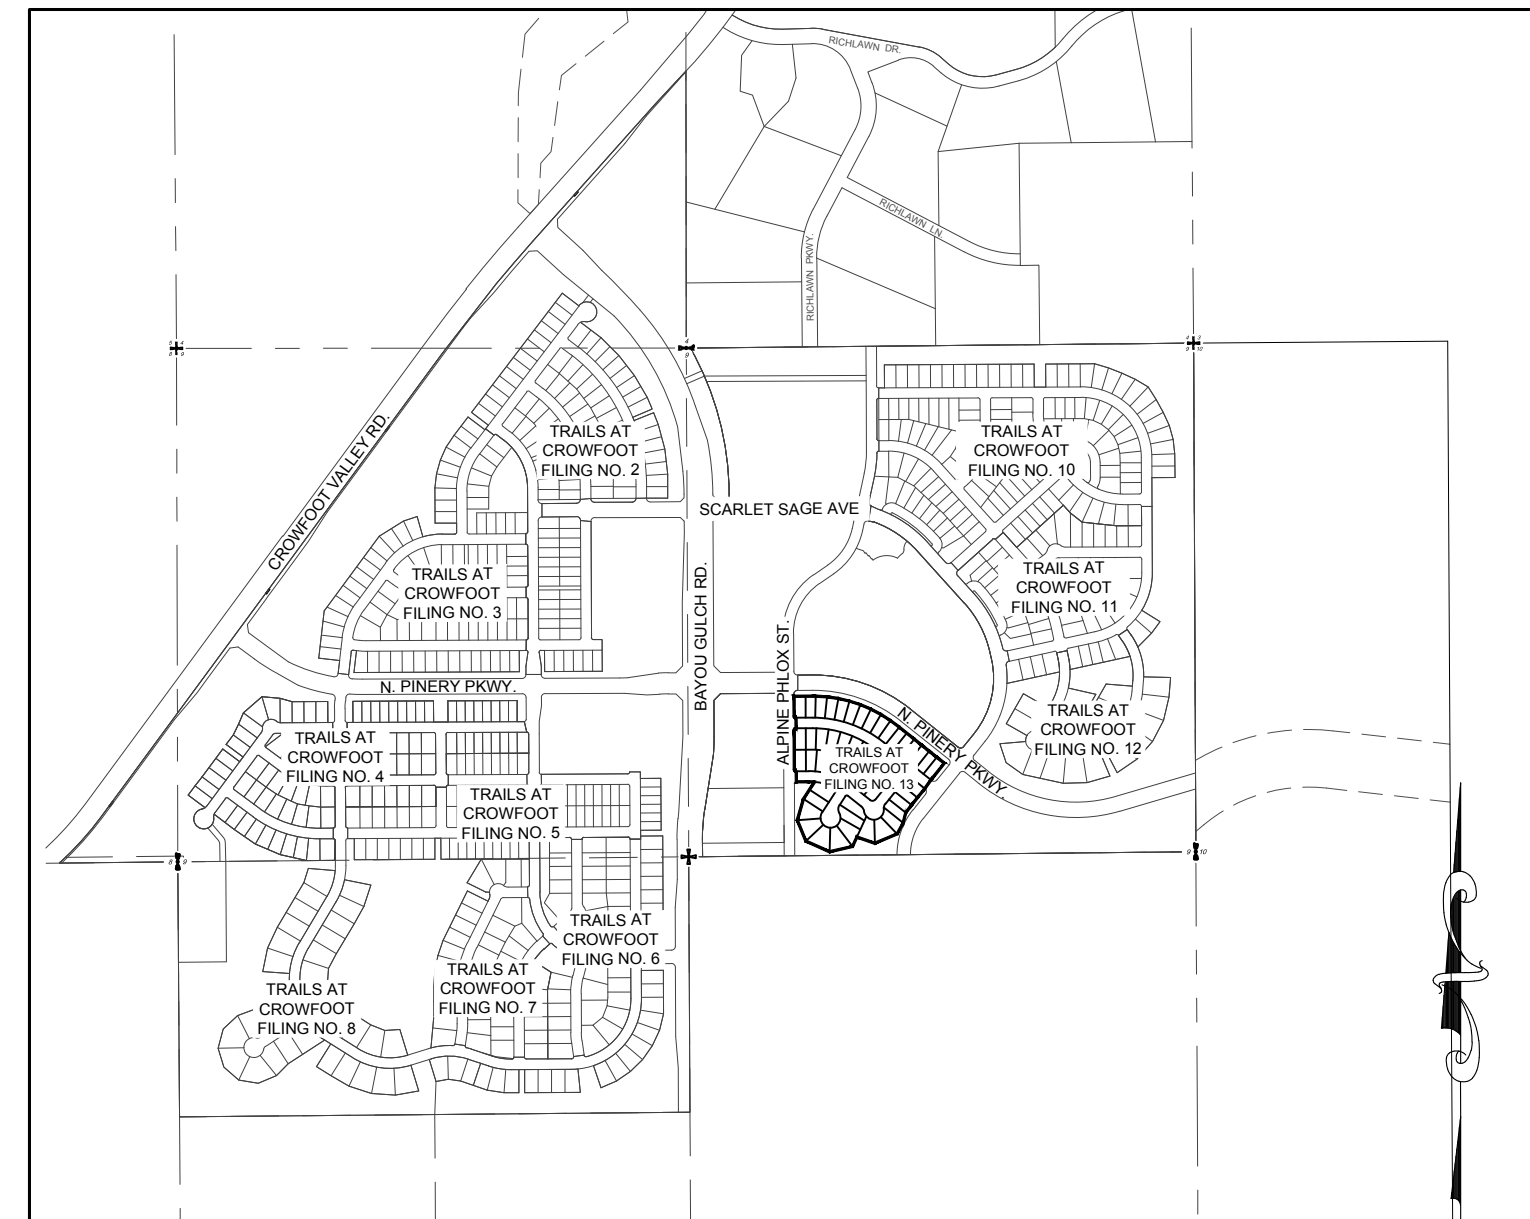 RICHLAWN DR.
RICHLAWN LN.
RICHLAWN PKWY.
CROWFOOT VALLEY RD.
TRAILS AT
CROWFOOT
FILING NO. 2
TRAILS AT
CROWFOOT
FILING NO. 10
SCARLET SAGE AVE
TRAILS AT
CROWFOOT
FILING NO. 3
TRAILS AT
CROWFOOT
FILING NO. 11
BAYOU GULCH RD.
ALPINE PHLOX ST.
N. PINERY PKWY.
N. PINERY PKWY.
TRAILS AT
CROWFOOT
FILING NO. 12
TRAILS AT
CROWFOOT
FILING NO. 4
TRAILS AT
CROWFOOT
FILING NO. 13
TRAILS AT
CROWFOOT
FILING NO. 5
TRAILS AT
CROWFOOT
FILING NO. 6
TRAILS AT
CROWFOOT
FILING NO. 7
TRAILS AT
CROWFOOT
FILING NO. 8